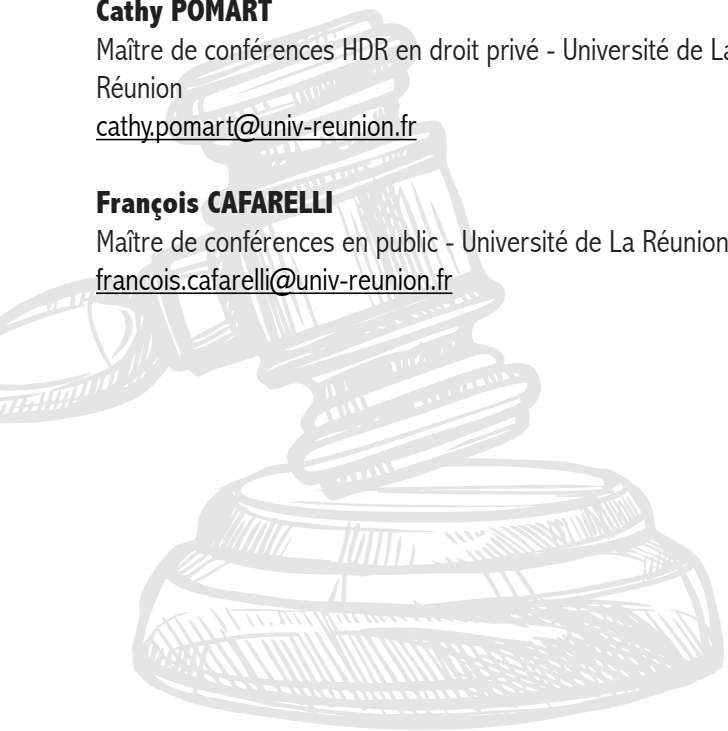 Cathy POMART
Maître de conférences HDR en droit privé - Université de La
Réunion
cathy.pomart@univ-reunion.fr
François CAFARELLI
Maître de conférences en public - Université de La Réunion
francois.cafarelli@univ-reunion.fr